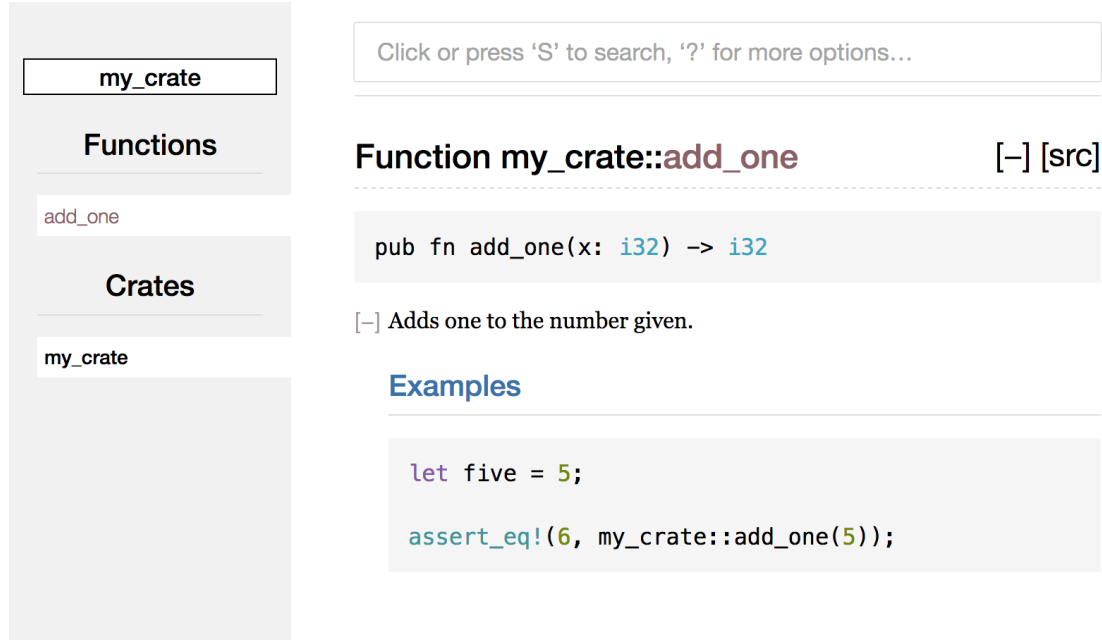 my_crate
Functions
add_one
Crates
my_crate
Click or press ‘S’ to search, ‘?’ for more options…
Function my_crate::add_one [−] [src]
pub fn add_one(x: i32) -> i32
[−] Adds one to the number given.
Examples
let five = 5;
assert_eq!(6, my_crate::add_one(5));